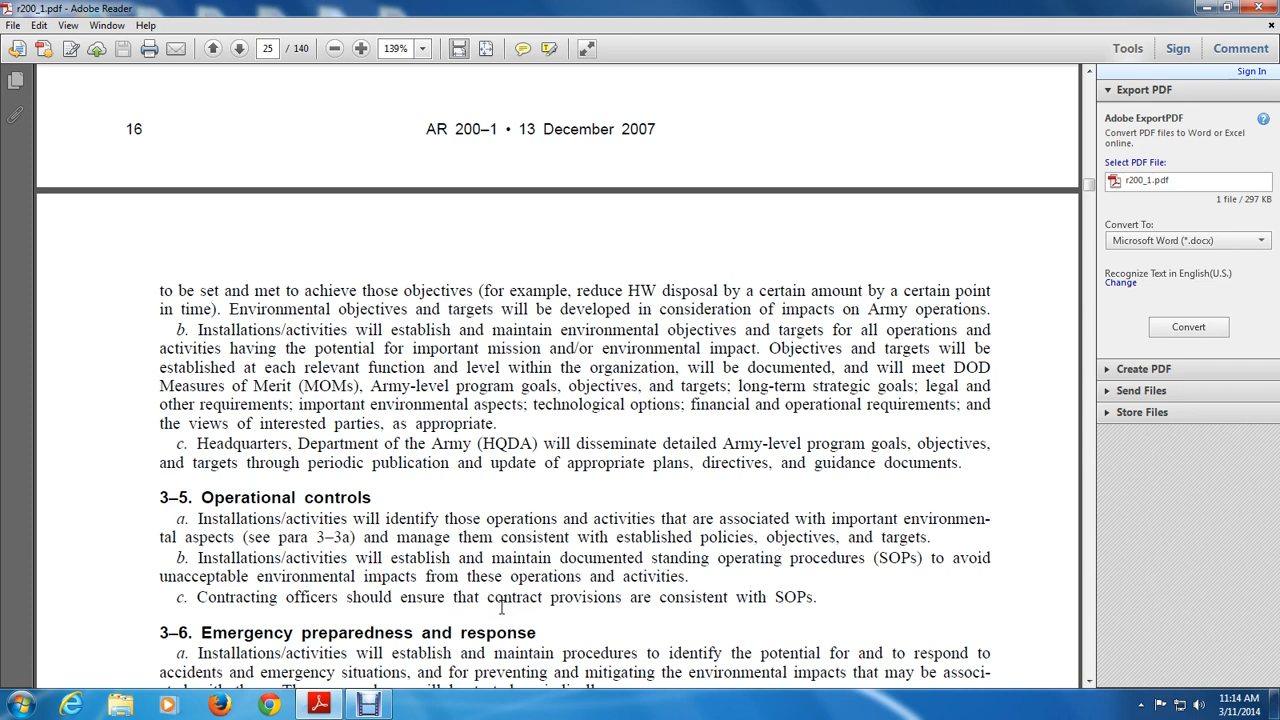 r200_1.pdf - Adobe Reader
File Edit View Window Help
25 / 140 139% Tools Sign Comment
Sign In
Export PDF
Adobe ExportPDF
Convert PDF files to Word or Excel
online.
Select PDF File:
r200_1.pdf
1 file / 297 KB
Convert To:
Microsoft Word (*.docx)
Recognize Text in English(U.S.)
Change
Convert
Create PDF
Send Files
Store Files
16 AR 200–1 • 13 December 2007
to be set and met to achieve those objectives (for example, reduce HW disposal by a certain amount by a certain point
in time). Environmental objectives and targets will be developed in consideration of impacts on Army operations.
b. Installations/activities will establish and maintain environmental objectives and targets for all operations and
activities having the potential for important mission and/or environmental impact. Objectives and targets will be
established at each relevant function and level within the organization, will be documented, and will meet DOD
Measures of Merit (MOMs), Army-level program goals, objectives, and targets; long-term strategic goals; legal and
other requirements; important environmental aspects; technological options; financial and operational requirements; and
the views of interested parties, as appropriate.
c. Headquarters, Department of the Army (HQDA) will disseminate detailed Army-level program goals, objectives,
and targets through periodic publication and update of appropriate plans, directives, and guidance documents.
3–5. Operational controls
a. Installations/activities will identify those operations and activities that are associated with important environmen-
tal aspects (see para 3–3a) and manage them consistent with established policies, objectives, and targets.
b. Installations/activities will establish and maintain documented standing operating procedures (SOPs) to avoid
unacceptable environmental impacts from these operations and activities.
c. Contracting officers should ensure that contract provisions are consistent with SOPs.
3–6. Emergency preparedness and response
a. Installations/activities will establish and maintain procedures to identify the potential for and to respond to
accidents and emergency situations, and for preventing and mitigating the environmental impacts that may be associ-
11:14 AM
3/11/2014